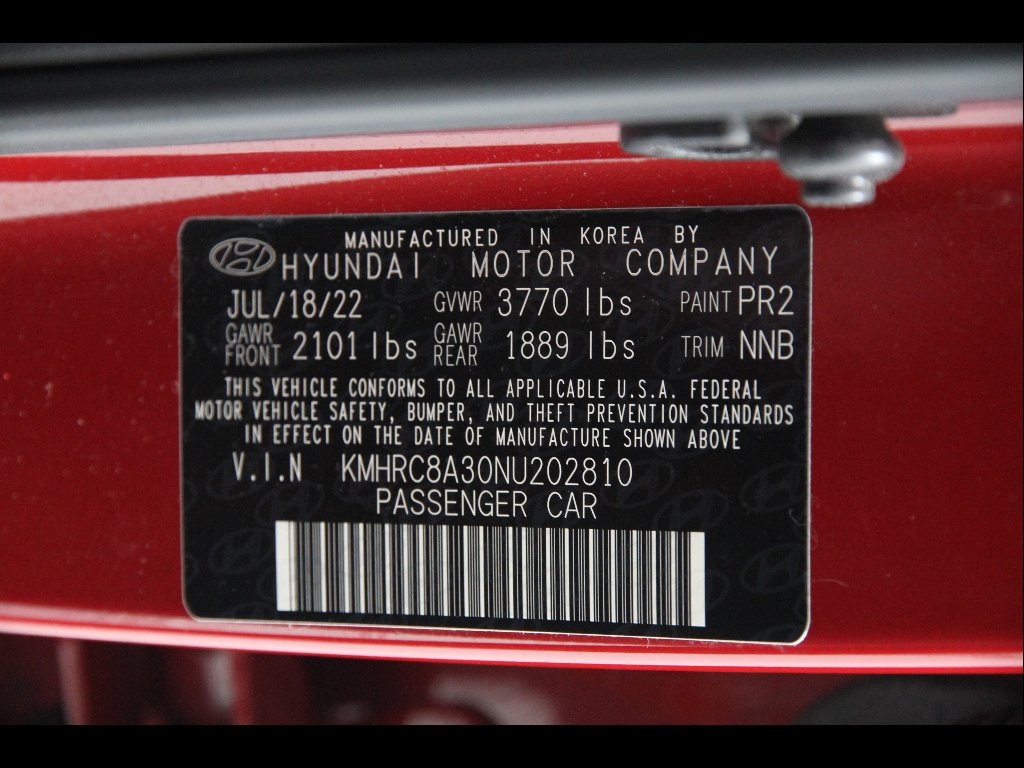 MANUFACTURED IN KOREA BY
HYUNDAI MOTOR COMPANY
JUL/18/22 GVWR 3770 lbs PAINT PR2
GAWR FRONT 2101 lbs GAWR REAR 1889 lbs TRIM NNB
THIS VEHICLE CONFORMS TO ALL APPLICABLE U.S.A. FEDERAL
MOTOR VEHICLE SAFETY, BUMPER, AND THEFT PREVENTION STANDARDS
IN EFFECT ON THE DATE OF MANUFACTURE SHOWN ABOVE
V.I.N KMHRC8A30NU202810
PASSENGER CAR